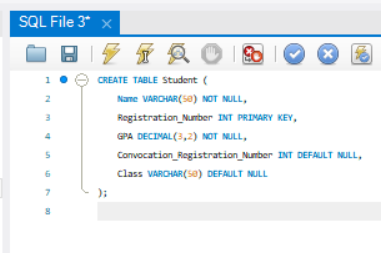 SQL File 3*
1 CREATE TABLE Student (
2 Name VARCHAR(50) NOT NULL,
3 Registration_Number INT PRIMARY KEY,
4 GPA DECIMAL(3,2) NOT NULL,
5 Convocation_Registration_Number INT DEFAULT NULL,
6 Class VARCHAR(50) DEFAULT NULL
7 );
8